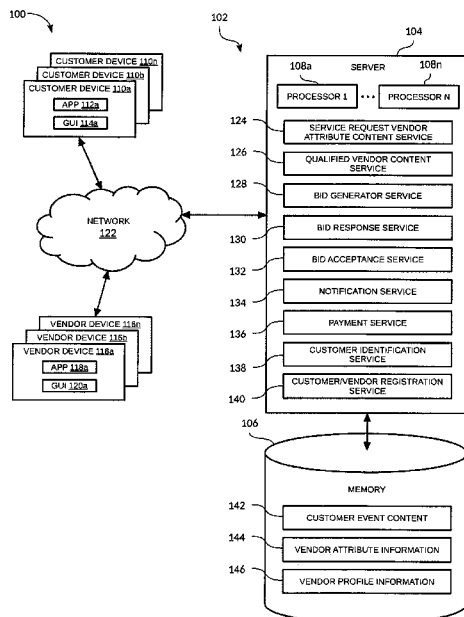 100
102
104
CUSTOMER DEVICE 110n
CUSTOMER DEVICE 110b
CUSTOMER DEVICE 110a
APP 112a
GUI 114a
NETWORK
122
VENDOR DEVICE 116n
VENDOR DEVICE 116b
VENDOR DEVICE 116a
APP 118a
GUI 120a
SERVER
108a
108n
PROCESSOR 1
...
PROCESSOR N
124
SERVICE REQUEST VENDOR
ATTRIBUTE CONTENT SERVICE
126
QUALIFIED VENDOR CONTENT
SERVICE
128
BID GENERATOR SERVICE
130
BID RESPONSE SERVICE
132
BID ACCEPTANCE SERVICE
134
NOTIFICATION SERVICE
136
PAYMENT SERVICE
138
CUSTOMER IDENTIFICATION
SERVICE
140
CUSTOMER/VENDOR REGISTRATION
SERVICE
106
MEMORY
142
CUSTOMER EVENT CONTENT
144
VENDOR ATTRIBUTE INFORMATION
146
VENDOR PROFILE INFORMATION